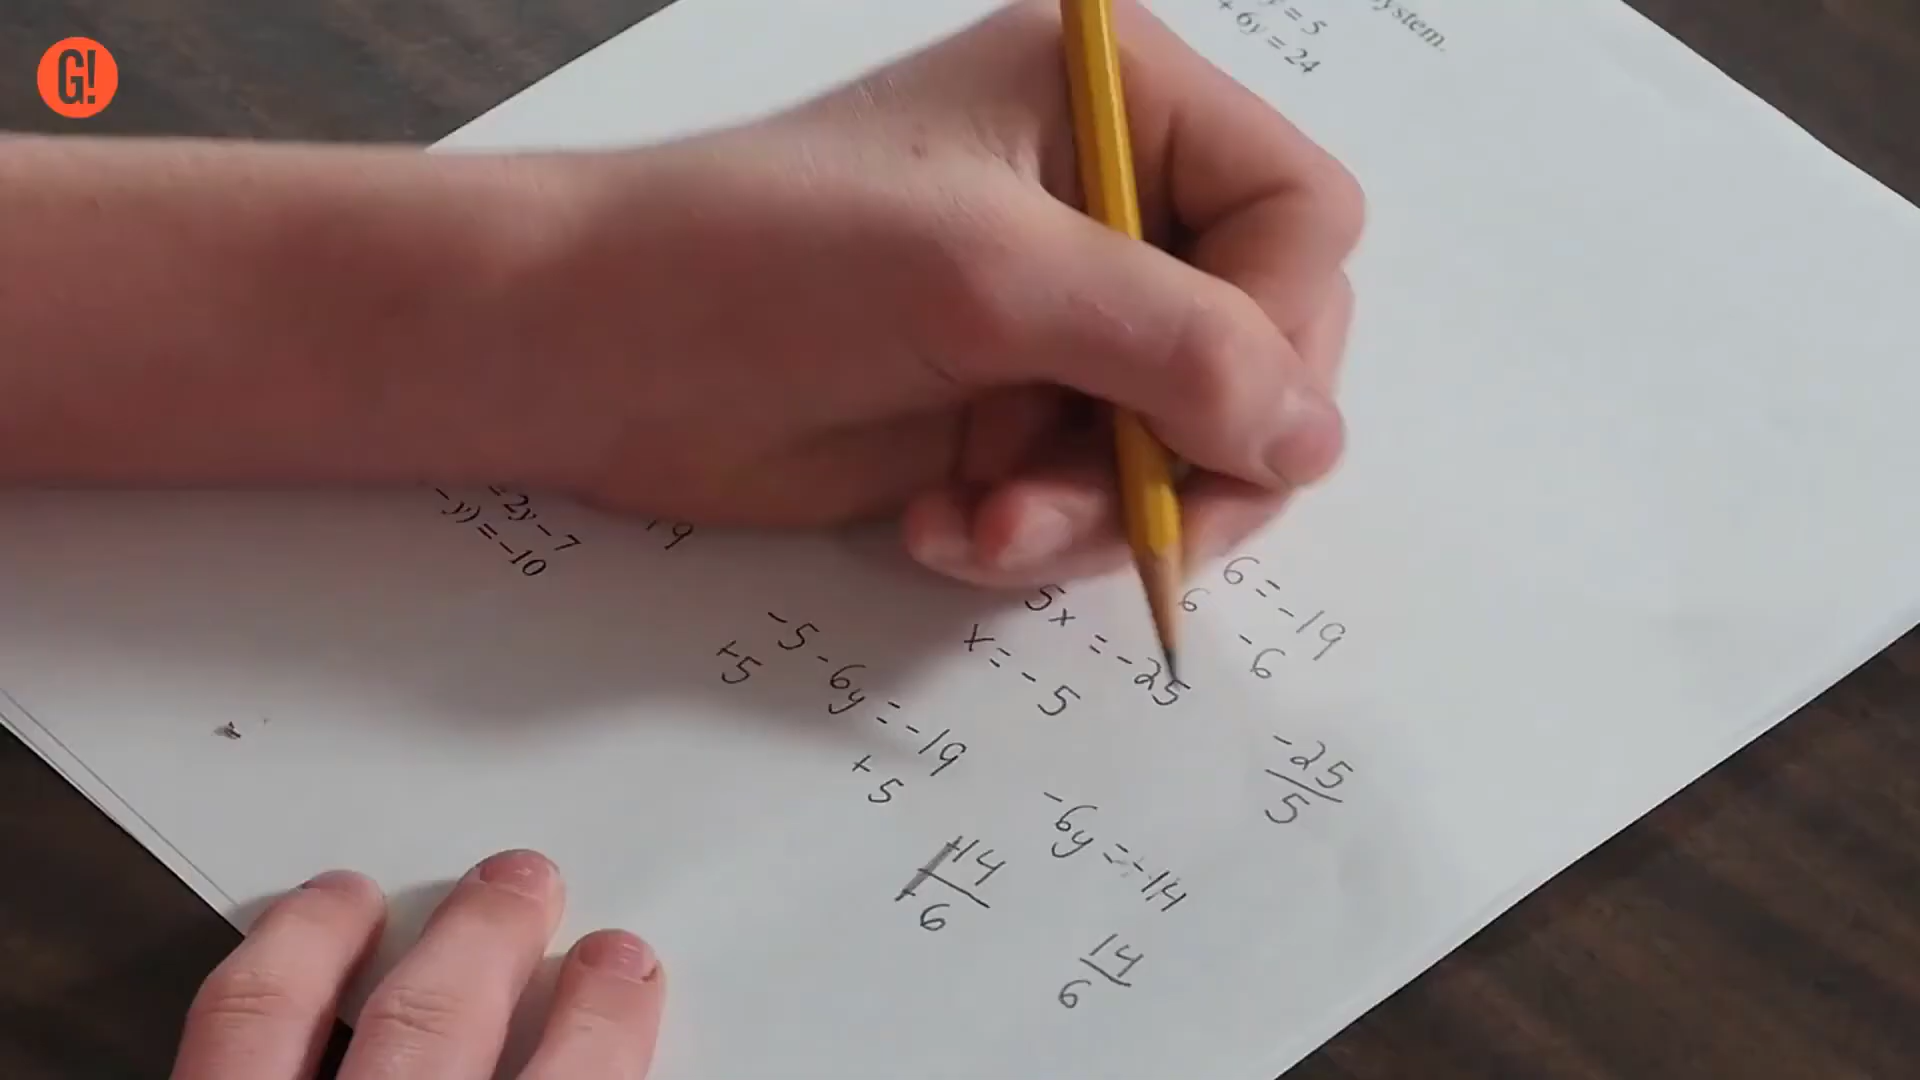 G!
ystem.
= 5
+ 6y = 24
= 2y – 7
– y) = –10
19
6 = -19
6 -6
5x = -25
x = -5
-5 - 6y = -19
+5 +5
-25
5
-6y = -14
14
6
14
6